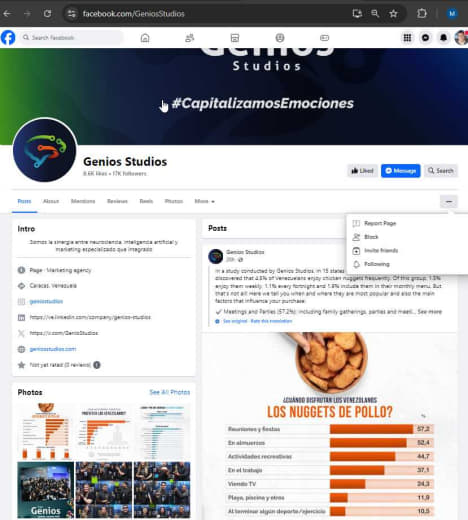 facebook.com/GeniosStudios
M
Search Facebook
Genios
Studios
#CapitalizamosEmociones
Genios Studios
8.6K likes • 17K followers
Liked
Message
Search
Posts
About
Mentions
Reviews
Reels
Photos
More
Report Page
Block
Invite friends
Following
Intro
Somos la sinergia entre neurociencia, inteligencia artificial y
marketing especializado que integrado
Page · Marketing agency
Caracas, Venezuela
geniostudios
https://ve.linkedin.com/company/genios-studios
https://x.com/GenioStudios
geniostudios.com
Not yet rated (0 reviews)
Photos
See All Photos
Genios
Posts
Genios Studios
20h
In a study conducted by Genios Studios, in 15 states
discovered that 4.8% of Venezuelans enjoy chicken nuggets frequently. Of this group, 1.5%
enjoy them weekly, 1.1% every fortnight and 1.8% include them in their monthly menu. But
that's not all! Here we tell you when and where they are most popular and also the main
factors that influence your purchase:
✓ Meetings and Parties (57.2%): including family gatherings, parties and meeti... See more
See original · Rate this translation
¿CUÁNDO DISFRUTAN LOS VENEZOLANOS
LOS NUGGETS DE POLLO?
%
Reuniones y fiestas 57,2
En almuerzos 52,4
Actividades recreativas 44,7
En el trabajo 37,1
Viendo TV 24,3
Playa, piscina y otros 11,9
Al terminar algún deporte/ejercicio 10,5